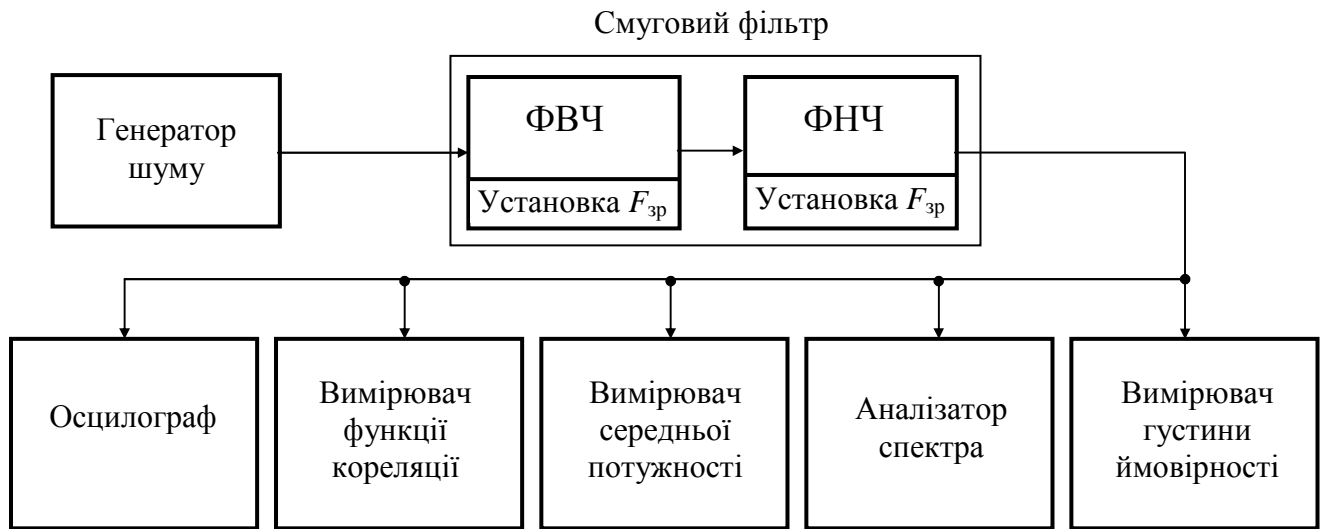 Смуговий фільтр
Генератор
шуму
ФВЧ
Установка Fзр
ФНЧ
Установка Fзр
Осцилограф
Вимірювач
функції
кореляції
Вимірювач
середньої
потужності
Аналізатор
спектра
Вимірювач
густини
ймовірності